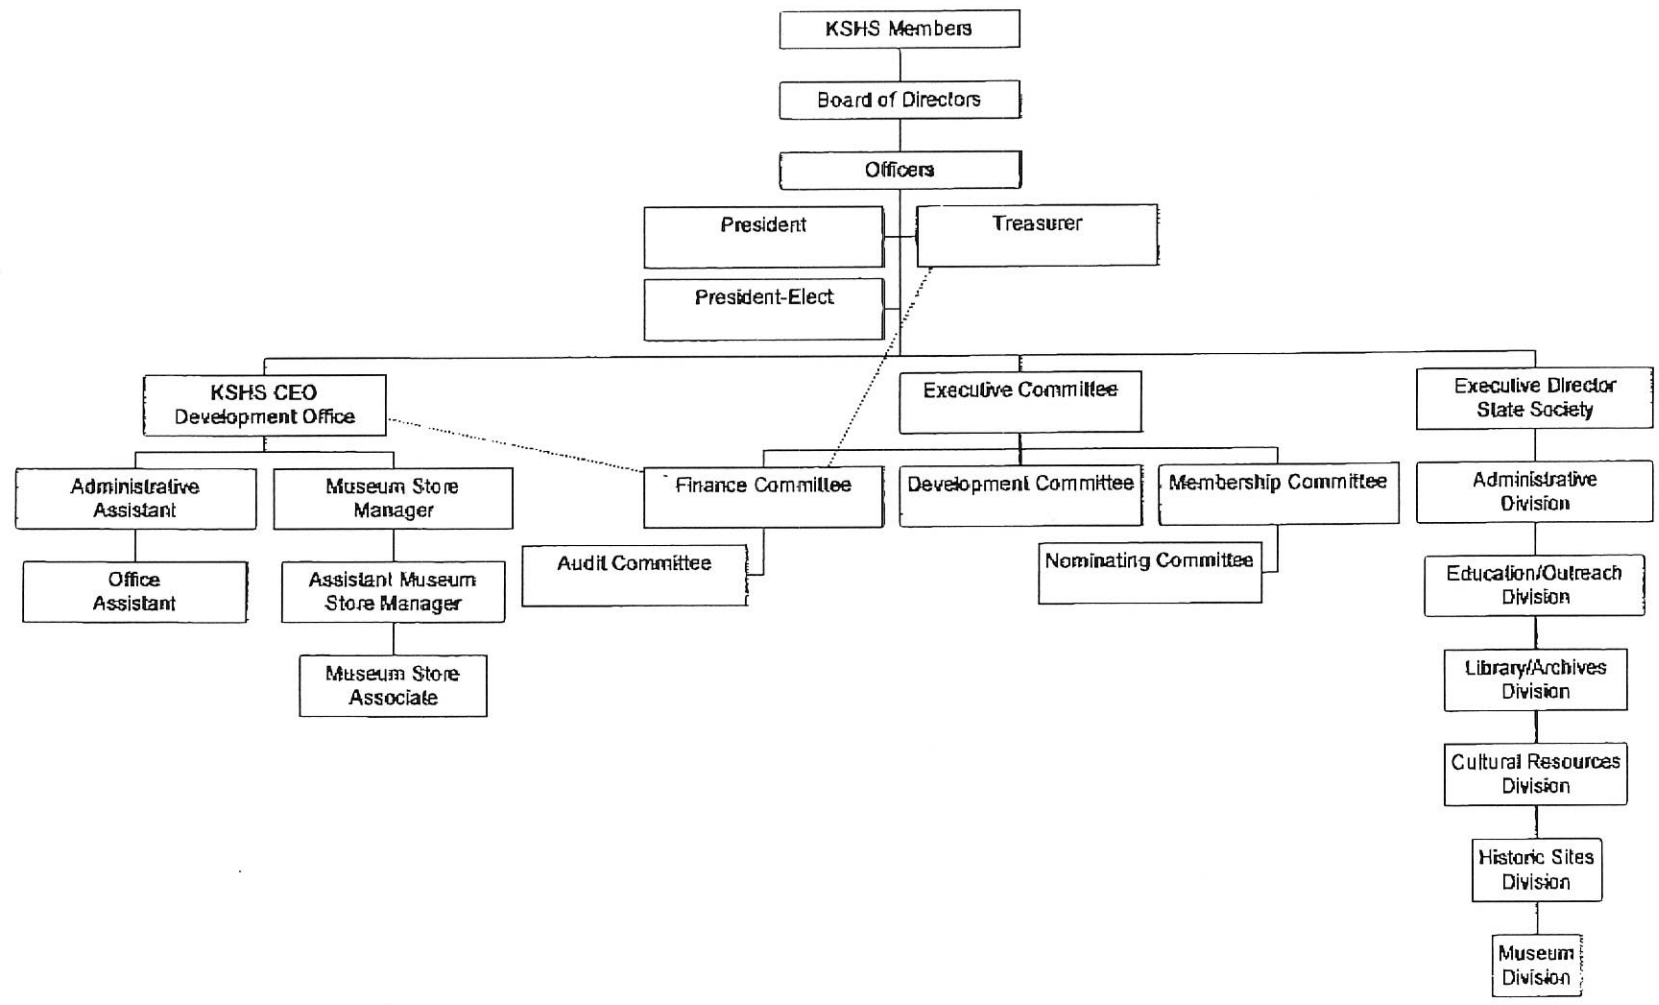 KSHS Members
Board of Directors
Officers
President
Treasurer
President-Elect
KSHS CEO
Development Office
Executive Committee
Executive Director
State Society
Administrative
Assistant
Museum Store
Manager
Finance Committee
Development Committee
Membership Committee
Administrative
Division
Office
Assistant
Assistant Museum
Store Manager
Audit Committee
Nominating Committee
Education/Outreach
Division
Museum Store
Associate
Library/Archives
Division
Cultural Resources
Division
Historic Sites
Division
Museum
Division